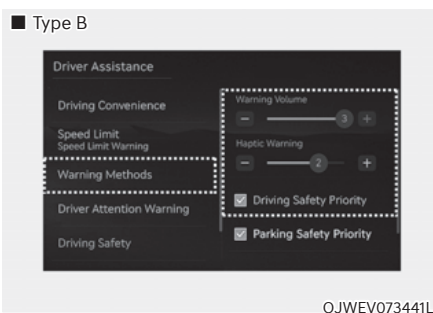 ■ Type B
Driver Assistance
Driving Convenience
Speed Limit
Speed Limit Warning
Warning Methods
Driver Attention Warning
Driving Safety
Warning Volume
− 3 +
Haptic Warning
− 2 +
Driving Safety Priority
Parking Safety Priority
OJWEV073441L